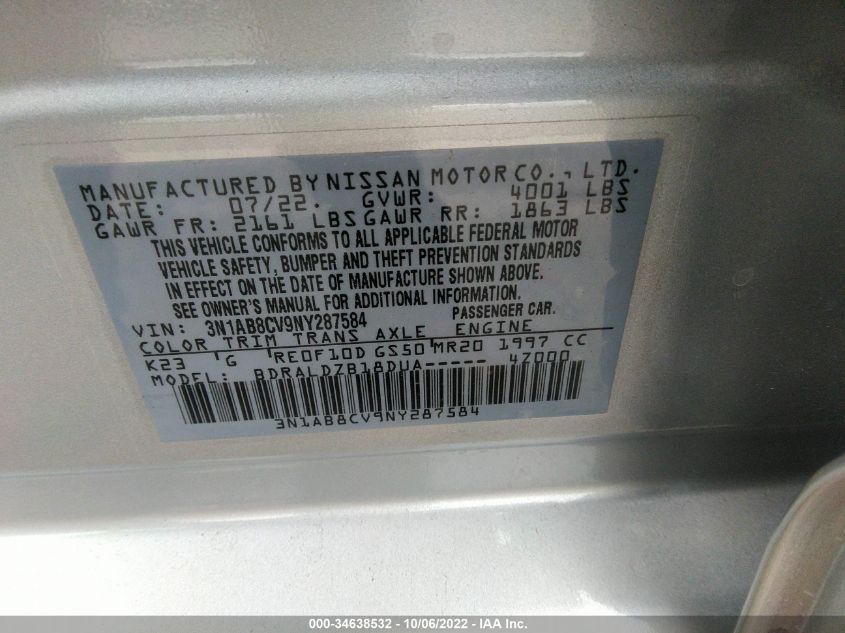 MANUFACTURED BY NISSAN MOTOR CO., LTD.
DATE: 07/22. GVWR: 4001 LBS
GAWR FR: 2161 LBS GAWR RR: 1863 LBS
THIS VEHICLE CONFORMS TO ALL APPLICABLE FEDERAL MOTOR
VEHICLE SAFETY, BUMPER AND THEFT PREVENTION STANDARDS
IN EFFECT ON THE DATE OF MANUFACTURE SHOWN ABOVE.
SEE OWNER'S MANUAL FOR ADDITIONAL INFORMATION.
VIN: 3N1AB8CV9NY287584 PASSENGER CAR.
COLOR TRIM TRANS AXLE ENGINE
K23 G RE0F10D GS50 MR20 1997 CC
MODEL: BDRALDZB18DUA----- 4Z000
3N1AB8CV9NY287584
000-34638532 - 10/06/2022 - IAA Inc.